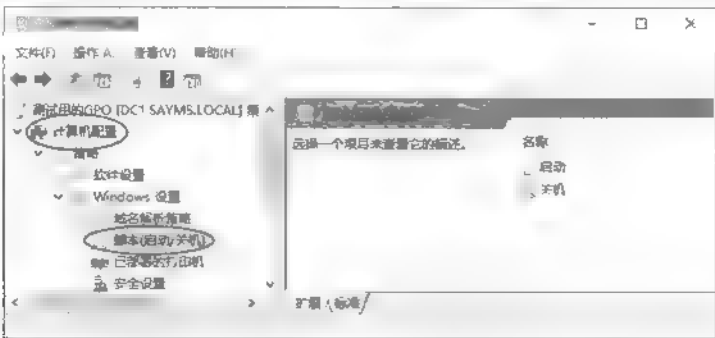 文件(F) 操作(A) 查看(V) 帮助(H)
测试用的GPO [DC1.SAYMS.LOCAL] 策
计算机配置
策略
软件设置
Windows 设置
域名解析策略
脚本(启动/关机)
已部署的打印机
安全设置
选择一个项目来查看它的描述。
名称
启动
关机
扩展 标准